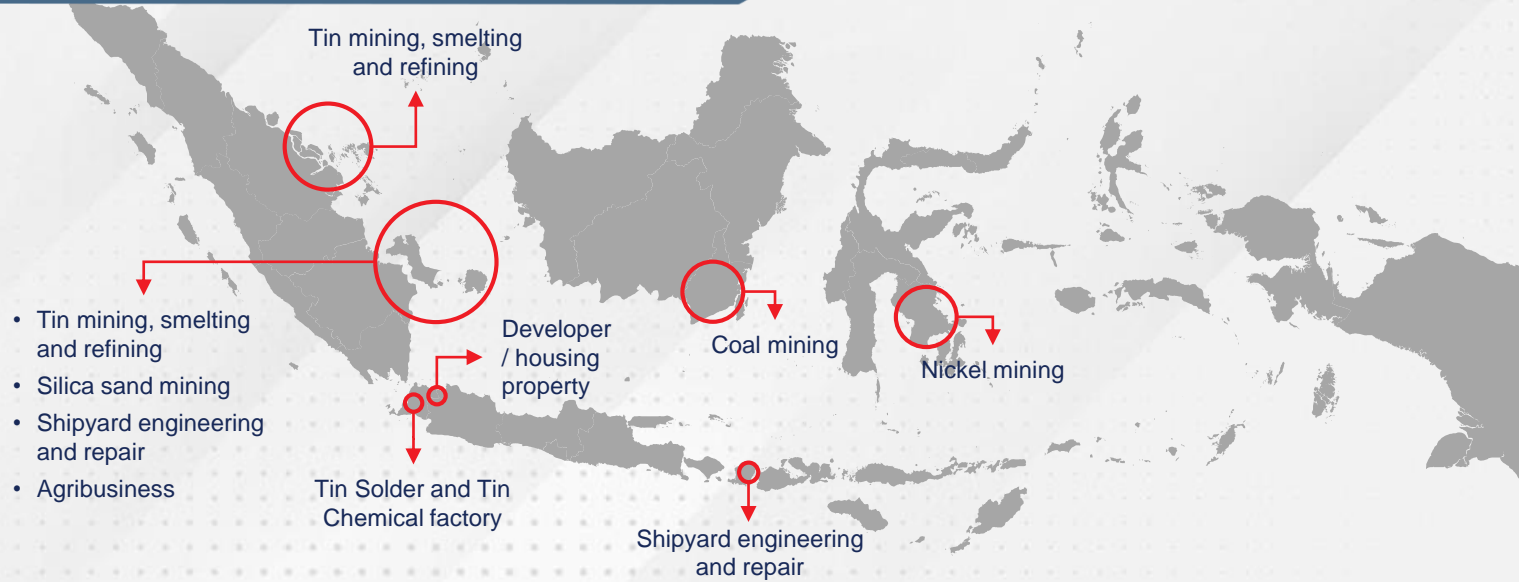 Tin mining, smelting
and refining
• Tin mining, smelting
and refining
• Silica sand mining
• Shipyard engineering
and repair
• Agribusiness
Developer
/ housing
property
Tin Solder and Tin
Chemical factory
Coal mining
Nickel mining
Shipyard engineering
and repair